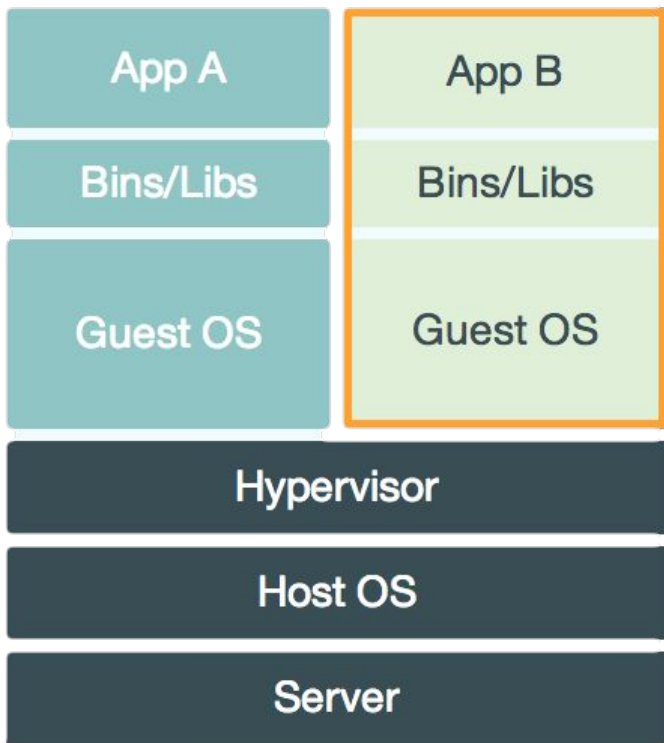 App A
App B
Bins/Libs
Bins/Libs
Guest OS
Guest OS
Hypervisor
Host OS
Server